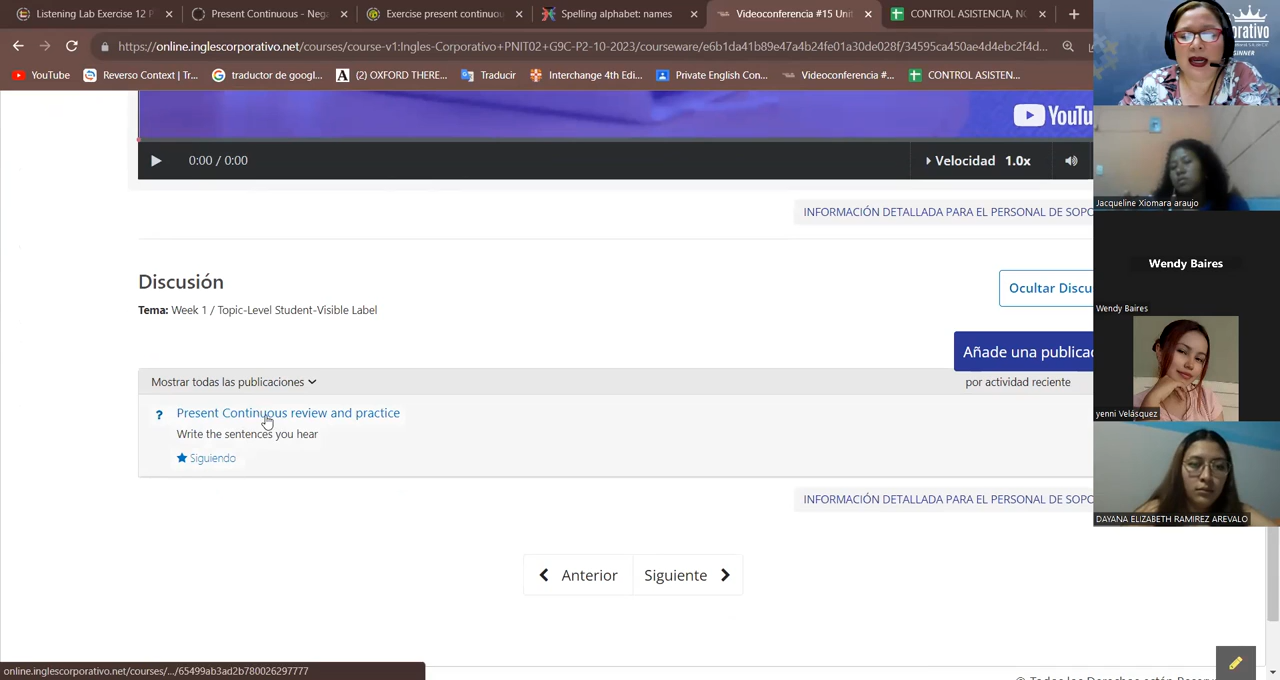 Listening Lab Exercise 12 P
Present Continuous - Neg
Exercise present continuou
Spelling alphabet: names
Videoconferencia #15 Uni
CONTROL ASISTENCIA, NO
https://online.inglescorporativo.net/courses/course-v1:Ingles-Corporativo+PNIT02+G9C-P2-10-2023/courseware/e6b1da41b89e47a4b24fe01a30de028f/34595ca450ae4d4ebc2f4d...
YouTube
Reverso Context | Tr...
traductor de googl...
(2) OXFORD THERE...
Traducir
Interchange 4th Edi...
Private English Con...
Videoconferencia #...
CONTROL ASISTEN...
YouTu
0:00 / 0:00
Velocidad 1.0x
INFORMACIÓN DETALLADA PARA EL PERSONAL DE SOPO
Discusión
Ocultar Discu
Tema: Week 1 / Topic-Level Student-Visible Label
Añade una publicac
Mostrar todas las publicaciones
por actividad reciente
? Present Continuous review and practice
Write the sentences you hear
Siguiendo
INFORMACIÓN DETALLADA PARA EL PERSONAL DE SOPO
Anterior
Siguiente
online.inglescorporativo.net/courses/.../65499ab3ad2b780026297777
Jacqueline Xiomara araujo
Wendy Baires
Wendy Baires
yenni Velásquez
DAYANA ELIZABETH RAMIREZ AREVALO